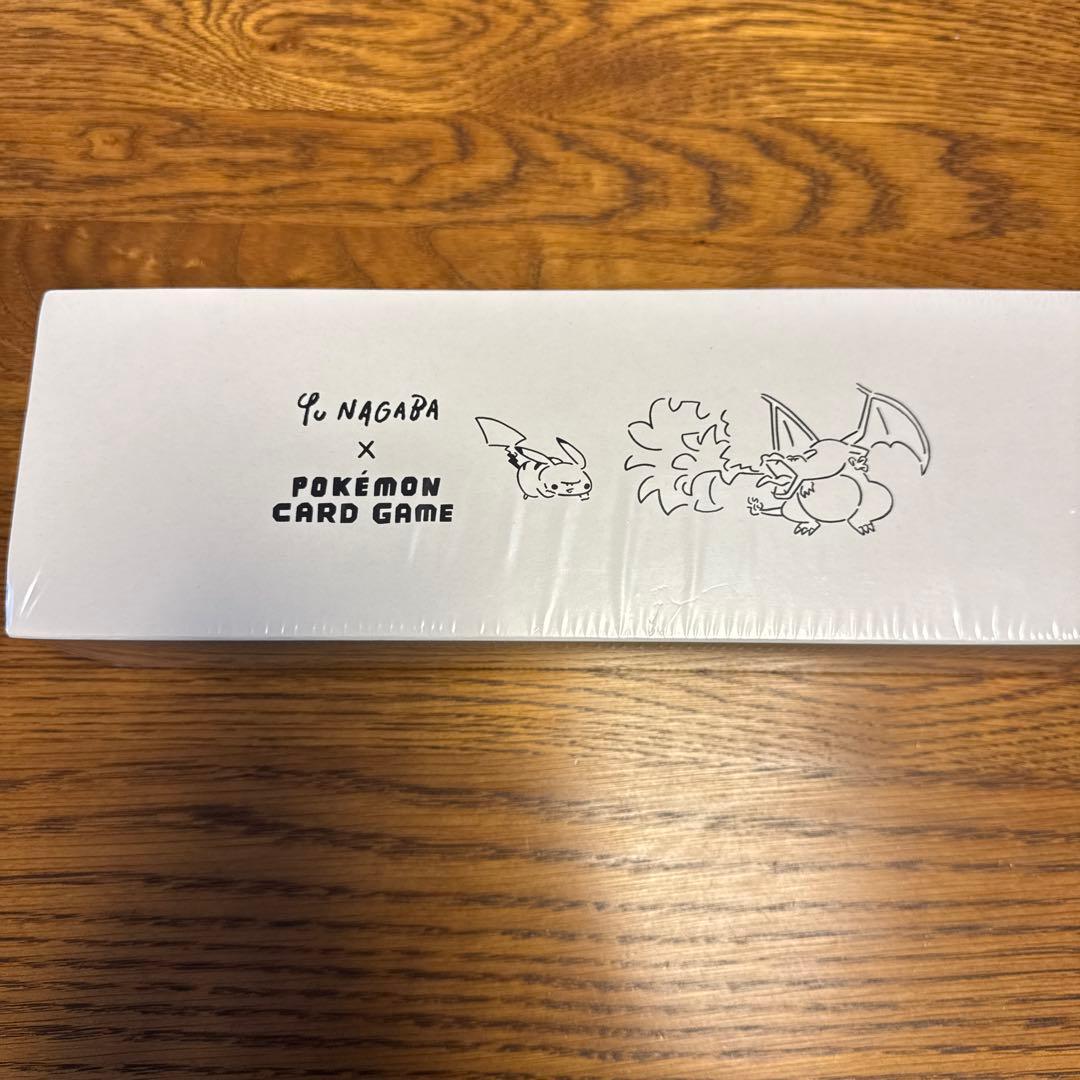 Yu NAGABA
×
POKÉMON
CARD GAME